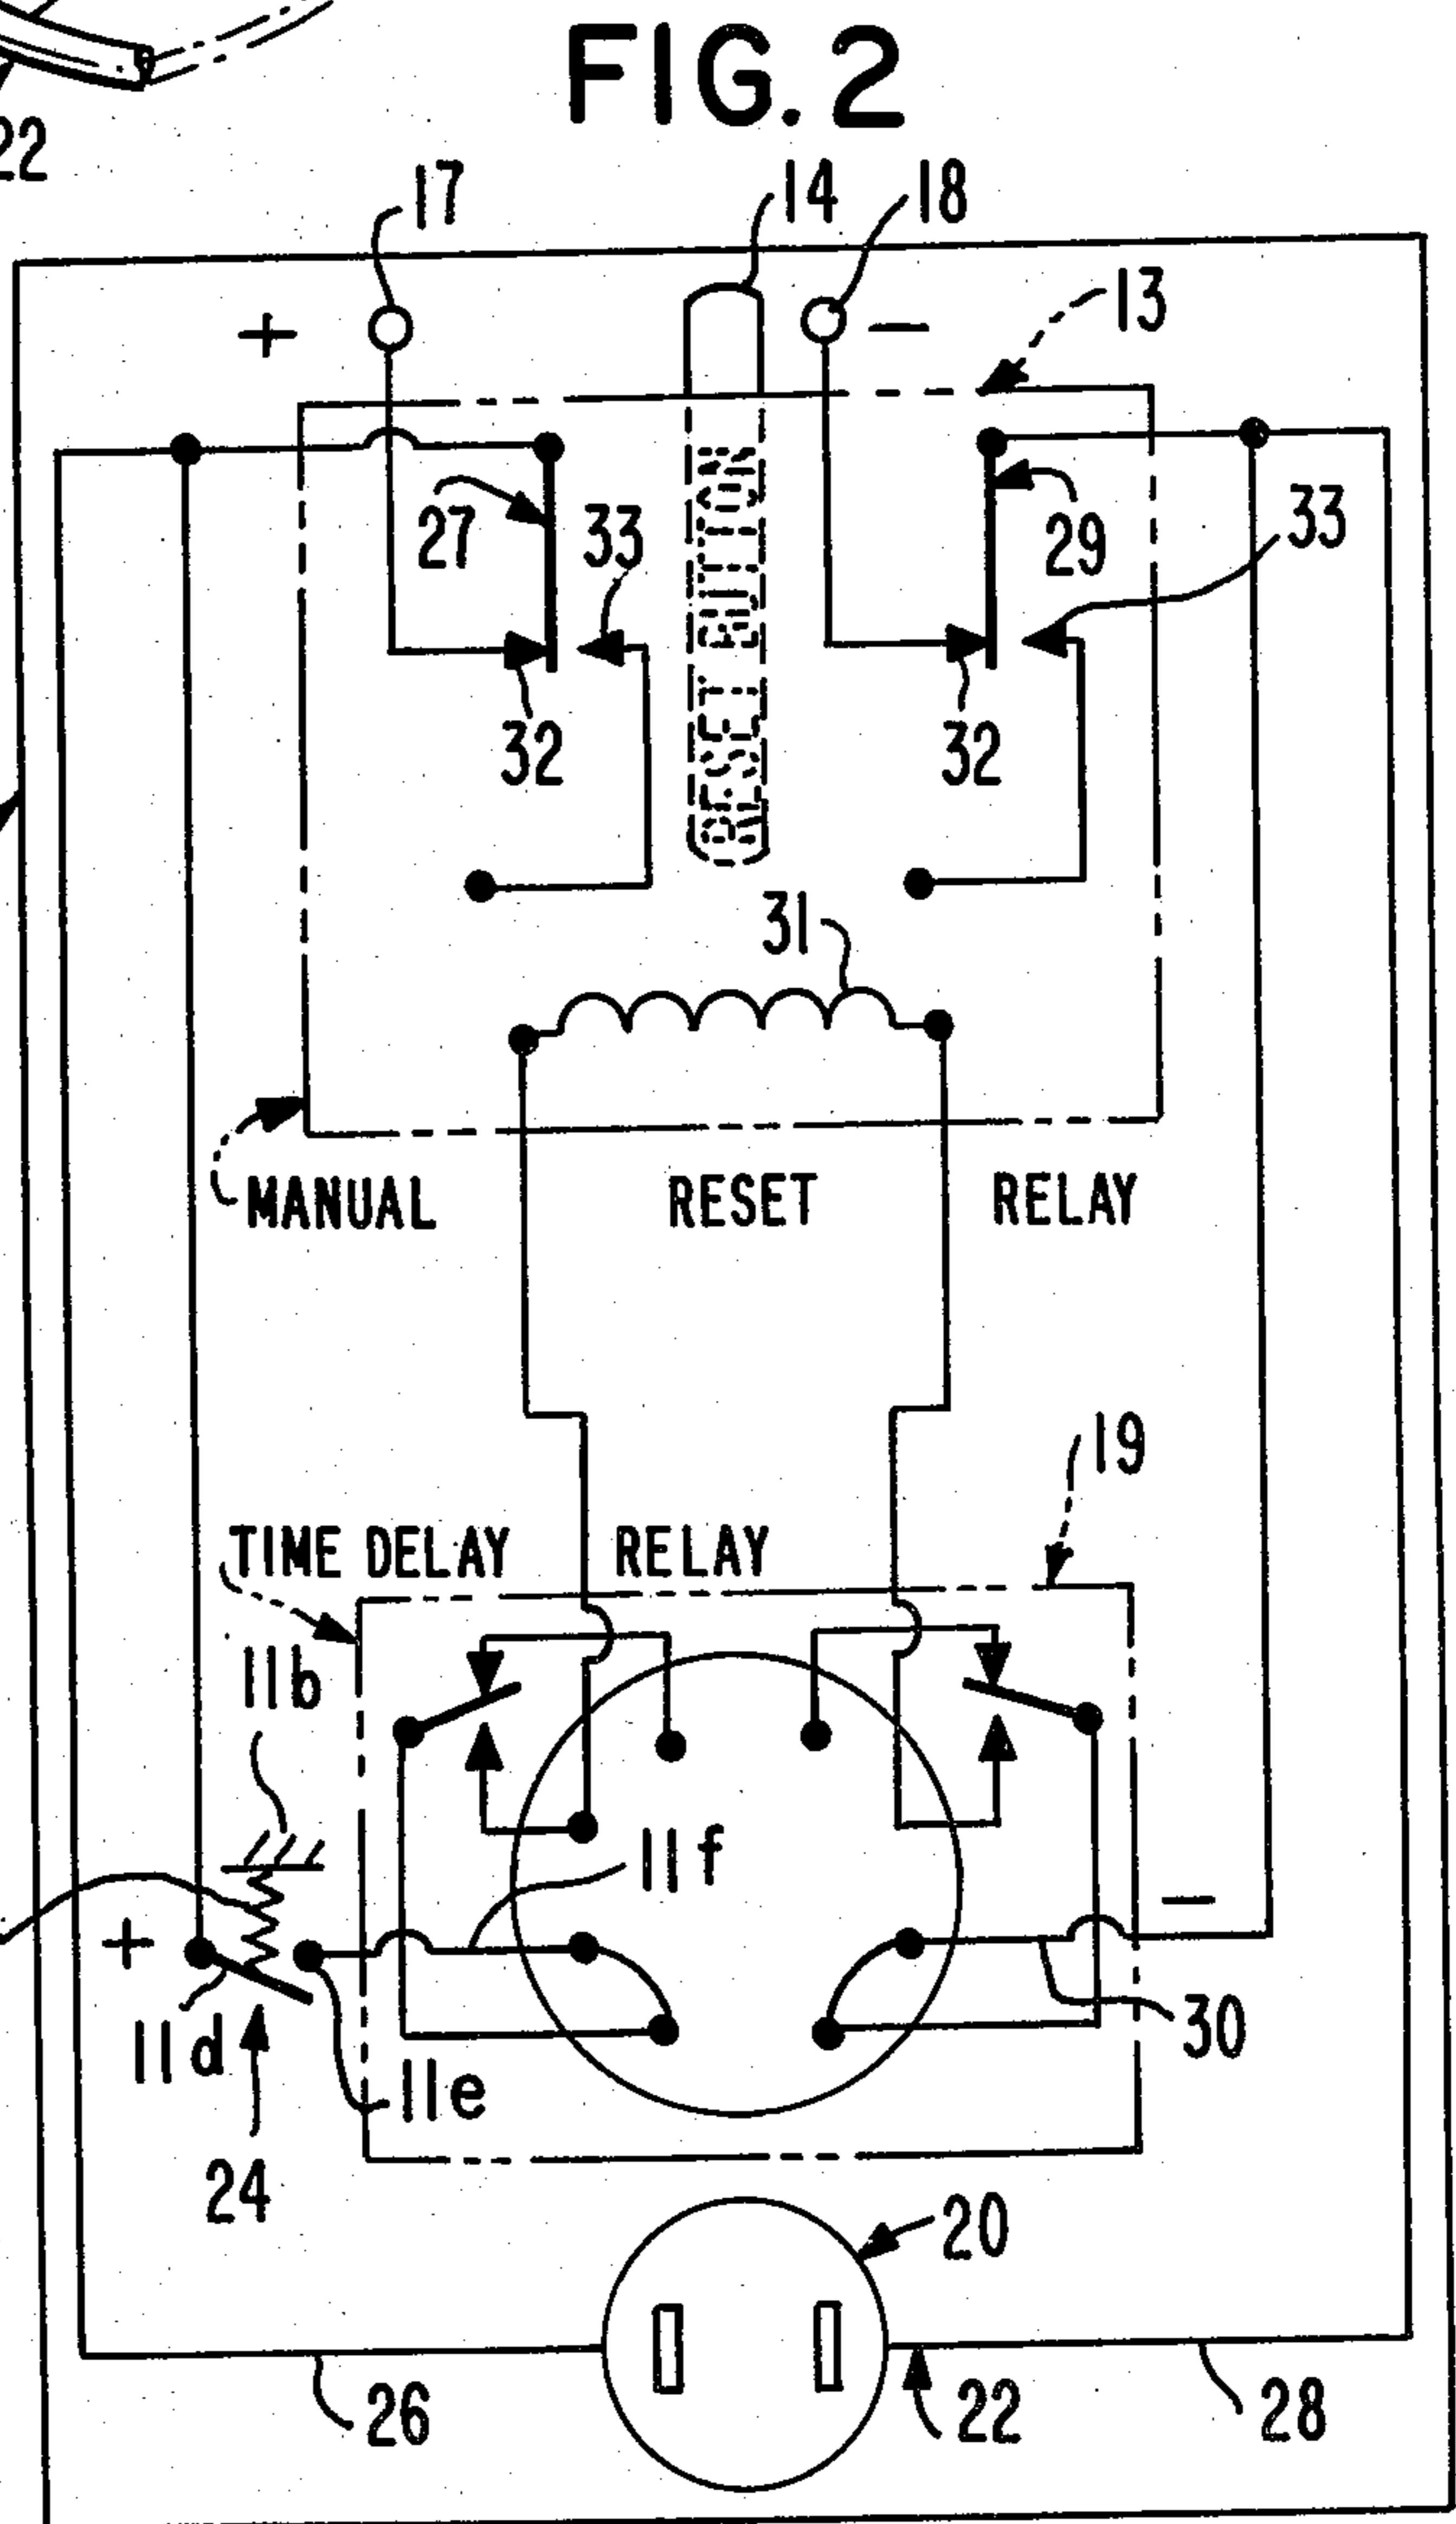 FIG. 2
22
17
14
18
13
+
−
RESET BUTTON
27
33
29
33
32
32
31
MANUAL RESET RELAY
19
TIME DELAY RELAY
11b
11f
+
−
11d
11e
30
24
20
26
22
28